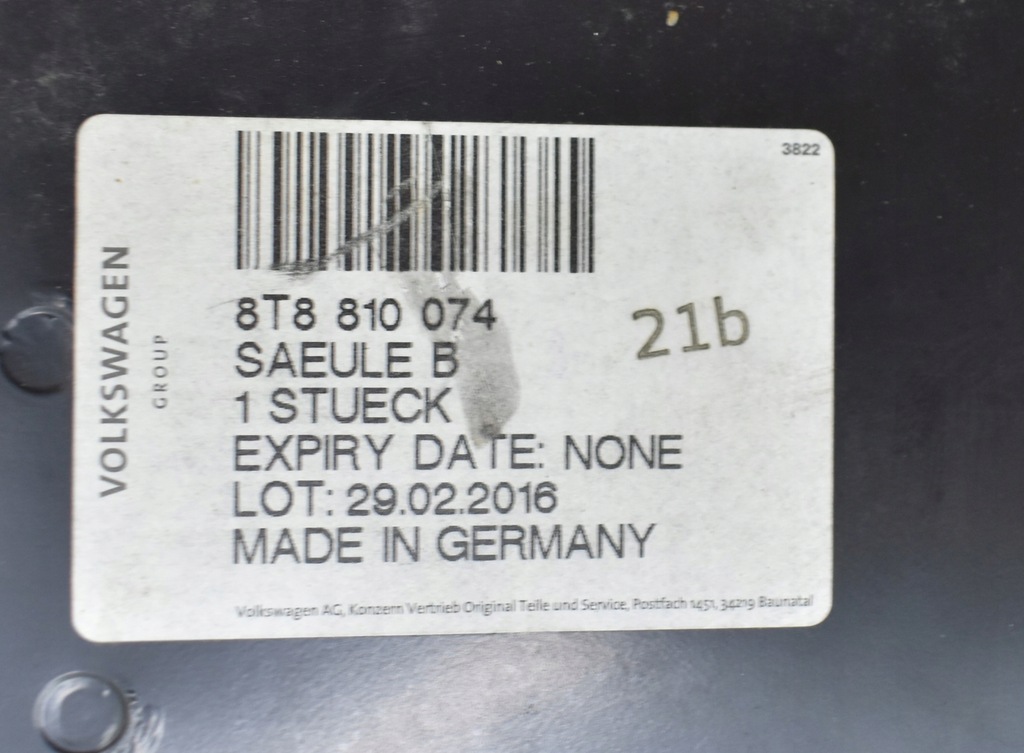 3822
VOLKSWAGEN
GROUP
8T8 810 074
SAEULE B
1 STUECK
EXPIRY DATE: NONE
LOT: 29.02.2016
MADE IN GERMANY
21b
Volkswagen AG, Konzern Vertrieb Original Teile und Service, Postfach 1451, 34219 Baunatal